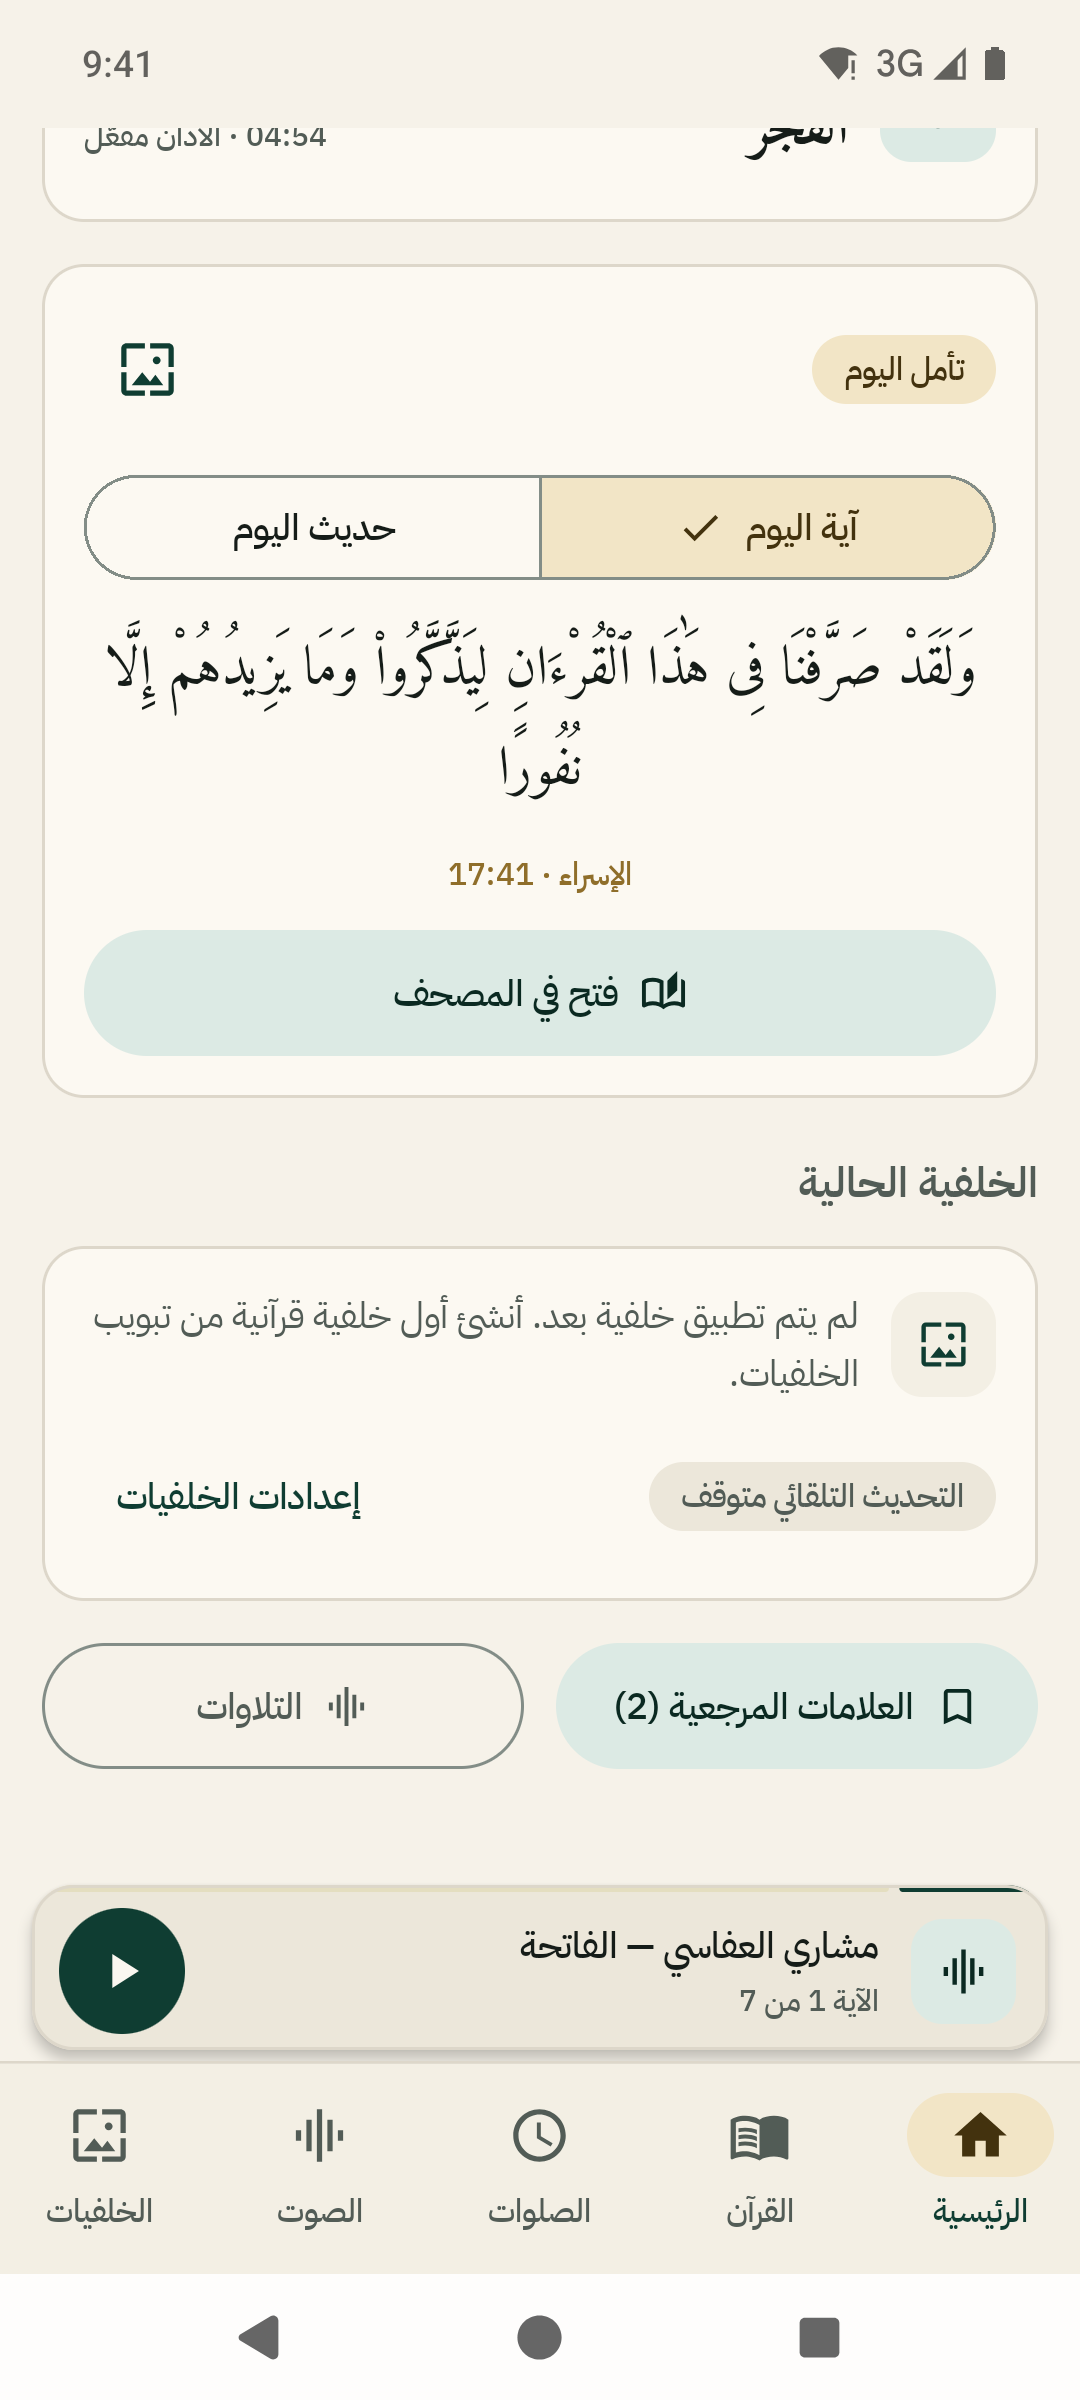 9:41
3G
الفجر
04:54 · الأذان مفعّل
تأمل اليوم
آية اليوم
حديث اليوم
وَلَقَدْ صَرَّفْنَا فِى هَٰذَا ٱلْقُرْءَانِ لِيَذَّكَّرُوا۟ وَمَا يَزِيدُهُمْ إِلَّا
نُفُورًا
الإسراء · 17:41
فتح في المصحف
الخلفية الحالية
لم يتم تطبيق خلفية بعد. أنشئ أول خلفية قرآنية من تبويب
الخلفيات.
التحديث التلقائي متوقف
إعدادات الخلفيات
العلامات المرجعية (2)
التلاوات
مشاري العفاسي — الفاتحة
الآية 1 من 7
الرئيسية
القرآن
الصلوات
الصوت
الخلفيات